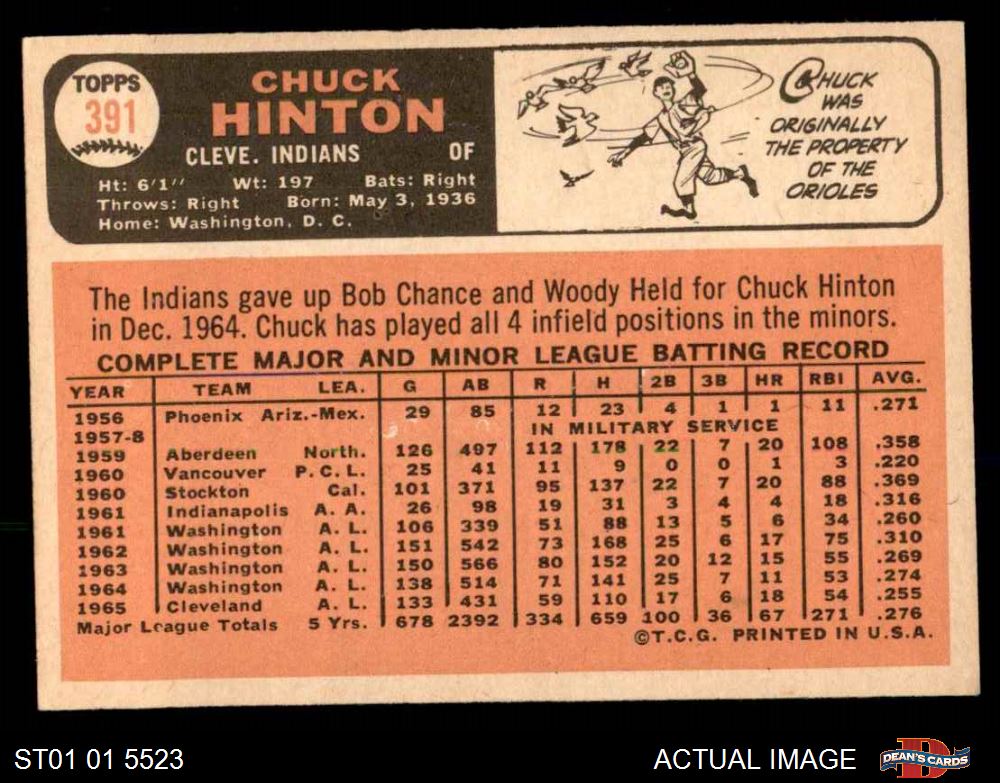 TOPPS
391
CHUCK
HINTON
CLEVE. INDIANS OF
Ht: 6'1" Wt: 197 Bats: Right
Throws: Right Born: May 3, 1936
Home: Washington, D. C.
CHUCK
WAS
ORIGINALLY
THE PROPERTY
OF THE
ORIOLES
The Indians gave up Bob Chance and Woody Held for Chuck Hinton
in Dec. 1964. Chuck has played all 4 infield positions in the minors.
COMPLETE MAJOR AND MINOR LEAGUE BATTING RECORD
YEAR TEAM LEA. G AB R H 2B 3B HR RBI AVG.
1956 Phoenix Ariz.-Mex. 29 85 12 23 4 1 1 11 .271
1957-8 IN MILITARY SERVICE
1959 Aberdeen North. 126 497 112 178 22 7 20 108 .358
1960 Vancouver P.C.L. 25 41 11 9 0 0 1 3 .220
1960 Stockton Cal. 101 371 95 137 22 7 20 88 .369
1961 Indianapolis A. A. 26 98 19 31 3 4 4 18 .316
1961 Washington A. L. 106 339 51 88 13 5 6 34 .260
1962 Washington A. L. 151 542 73 168 25 6 17 75 .310
1963 Washington A. L. 150 566 80 152 20 12 15 55 .269
1964 Washington A. L. 138 514 71 141 25 7 11 53 .274
1965 Cleveland A. L. 133 431 59 110 17 6 18 54 .255
Major League Totals 5 Yrs. 678 2392 334 659 100 36 67 271 .276
©T.C.G. PRINTED IN U.S.A.
ST01 01 5523 ACTUAL IMAGE DEAN'S CARDS